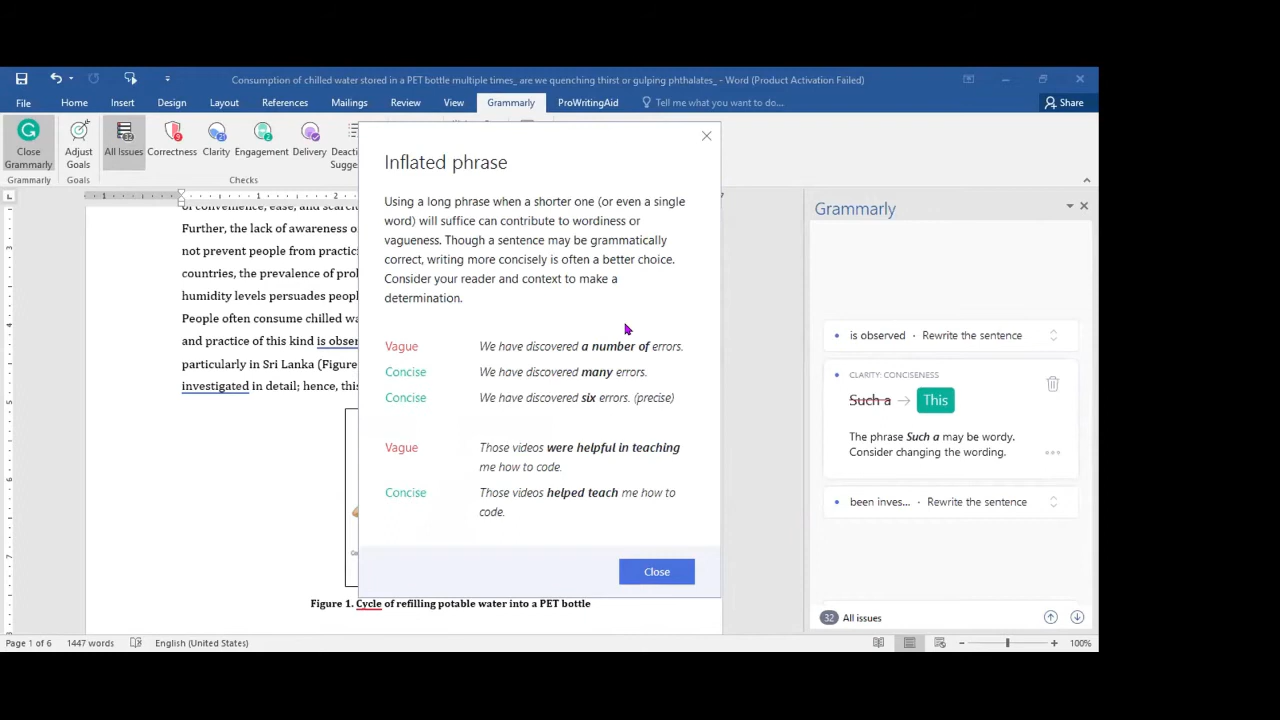 Consumption of chilled water stored in a PET bottle multiple times_ are we quenching thirst or gulping phthalates_ - Word (Product Activation Failed)
File Home Insert Design Layout References Mailings Review View Grammarly ProWritingAid Tell me what you want to do... Share
Close Grammarly
Adjust Goals
32
All Issues
Correctness
Clarity
Engagement
Delivery
Grammarly Goals Checks
of convenience, ease, and
Further, the lack of awareness
not prevent people from
countries, the prevalence of
humidity levels persuades
People often consume chilled
and practice of this kind is
particularly in Sri Lanka
investigated in detail; hence,
Figure 1. Cycle of refilling potable water into a PET bottle
Inflated phrase
Using a long phrase when a shorter one (or even a single
word) will suffice can contribute to wordiness or
vagueness. Though a sentence may be grammatically
correct, writing more concisely is often a better choice.
Consider your reader and context to make a
determination.
Vague We have discovered a number of errors.
Concise We have discovered many errors.
Concise We have discovered six errors. (precise)
Vague Those videos were helpful in teaching
me how to code.
Concise Those videos helped teach me how to
code.
Close
Grammarly
is observed · Rewrite the sentence
CLARITY: CONCISENESS
Such a → This
The phrase Such a may be wordy.
Consider changing the wording.
been inves... · Rewrite the sentence
32 All issues
Page 1 of 6 1447 words English (United States) 100%